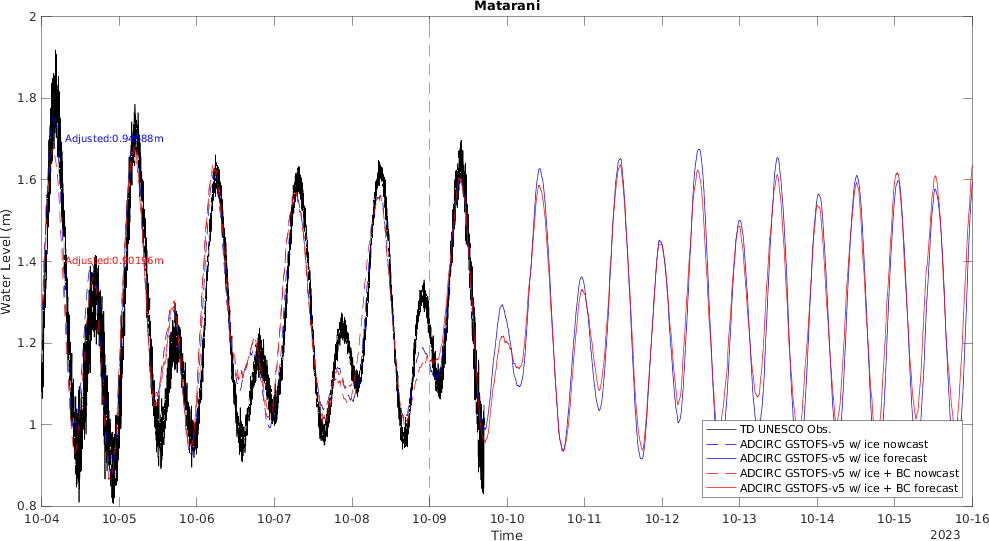 Matarani
2
1.8
1.6
1.4
1.2
1
0.8
Water Level (m)
Adjusted:0.94488m
Adjusted:0.90196m
TD UNESCO Obs.
ADCIRC GSTOFS-v5 w/ ice nowcast
ADCIRC GSTOFS-v5 w/ ice forecast
ADCIRC GSTOFS-v5 w/ ice + BC nowcast
ADCIRC GSTOFS-v5 w/ ice + BC forecast
10-04 10-05 10-06 10-07 10-08 10-09 10-10 10-11 10-12 10-13 10-14 10-15 10-16
Time
2023